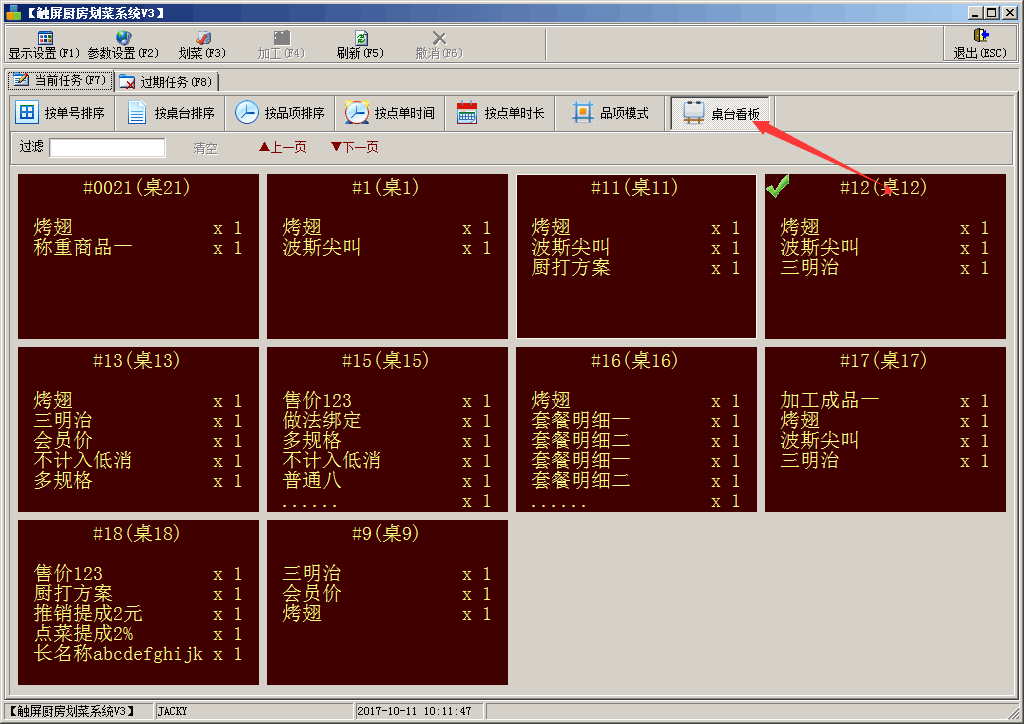 【触屏厨房划菜系统V3】
显示设置(F1) 参数设置(F2) 划菜(F3) 加工(F4) 刷新(F5) 撤消(F6) 退出(ESC)
当前任务(F7) 过期任务(F8)
按单号排序 按桌台排序 按品项排序 按点单时间 按点单时长 品项模式 桌台看板
过滤 清空 ▲上一页 ▼下一页
#0021(桌21)
烤翅 x 1
称重商品一 x 1
#1(桌1)
烤翅 x 1
波斯尖叫 x 1
#11(桌11)
烤翅 x 1
波斯尖叫 x 1
厨打方案 x 1
#12(桌12)
烤翅 x 1
波斯尖叫 x 1
三明治 x 1
#13(桌13)
烤翅 x 1
三明治 x 1
会员价 x 1
不计入低消 x 1
多规格 x 1
#15(桌15)
售价123 x 1
做法绑定 x 1
多规格 x 1
不计入低消 x 1
普通八 x 1
...... x 1
#16(桌16)
烤翅 x 1
套餐明细一 x 1
套餐明细二 x 1
套餐明细一 x 1
套餐明细二 x 1
...... x 1
#17(桌17)
加工成品一 x 1
烤翅 x 1
波斯尖叫 x 1
三明治 x 1
#18(桌18)
售价123 x 1
厨打方案 x 1
推销提成2元 x 1
点菜提成2% x 1
长名称abcdefghijk x 1
#9(桌9)
三明治 x 1
会员价 x 1
烤翅 x 1
【触屏厨房划菜系统V3】 JACKY 2017-10-11 10:11:47